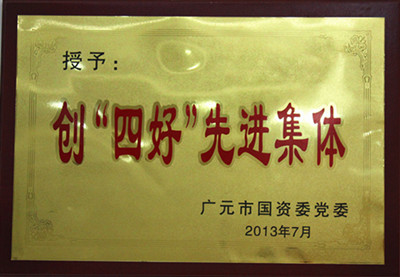 授予：
创“四好”先进集体
广元市国资委党委
2013年7月